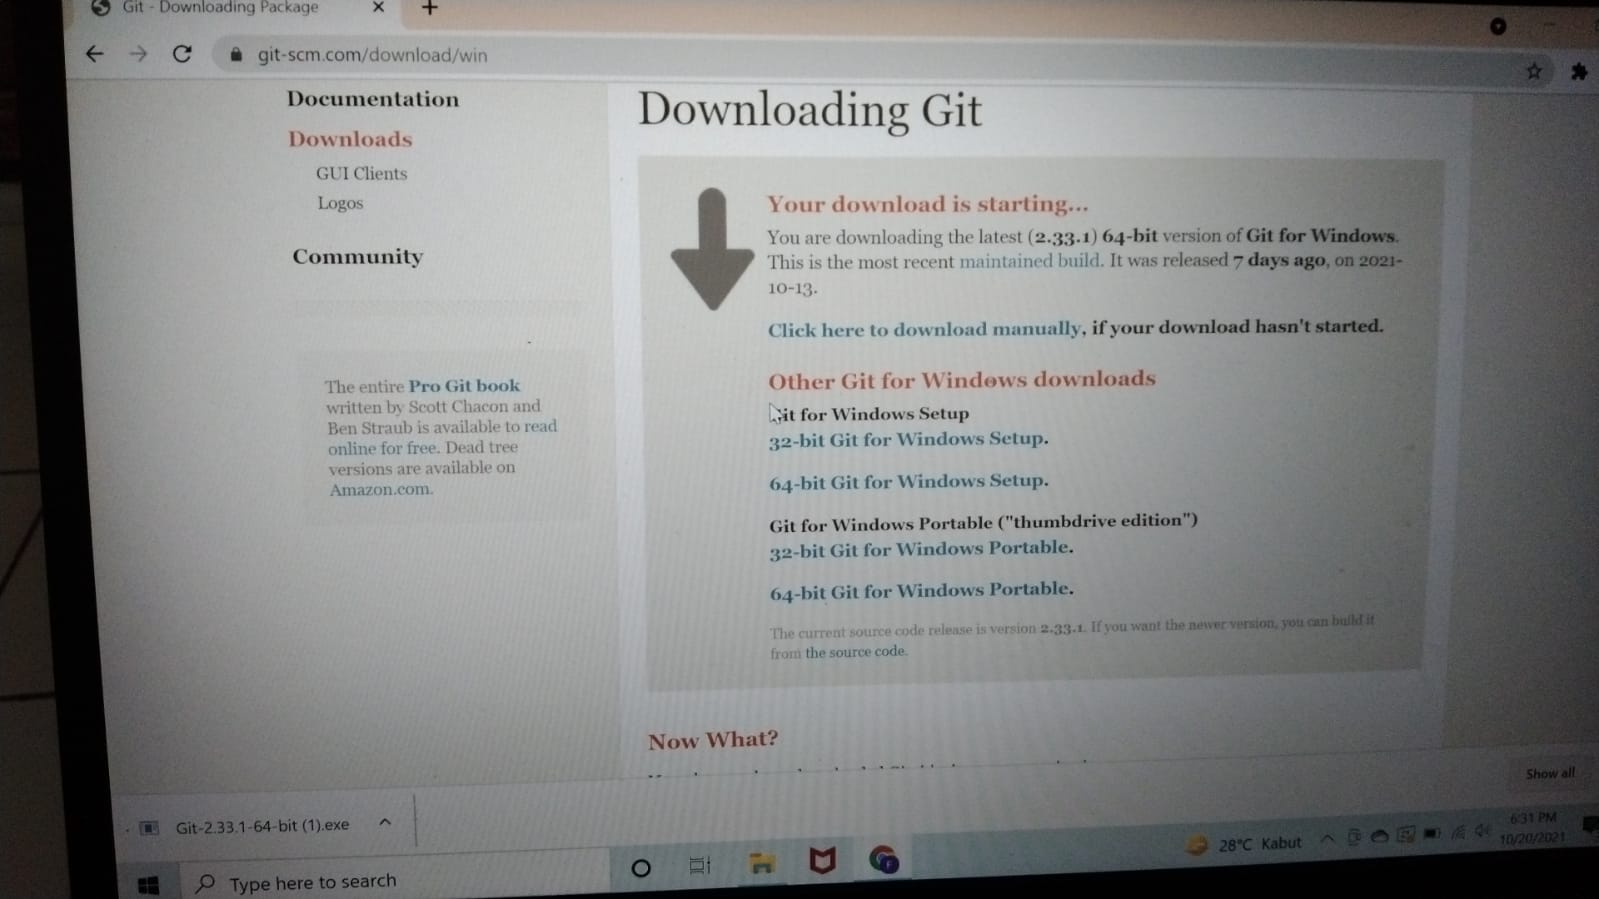 Git - Downloading Package
git-scm.com/download/win
Documentation
Downloads
GUI Clients
Logos
Community
The entire Pro Git book
written by Scott Chacon and
Ben Straub is available to read
online for free. Dead tree
versions are available on
Amazon.com.
Downloading Git
Your download is starting...
You are downloading the latest (2.33.1) 64-bit version of Git for Windows.
This is the most recent maintained build. It was released 7 days ago, on 2021-
10-13.
Click here to download manually, if your download hasn't started.
Other Git for Windows downloads
Git for Windows Setup
32-bit Git for Windows Setup.
64-bit Git for Windows Setup.
Git for Windows Portable ("thumbdrive edition")
32-bit Git for Windows Portable.
64-bit Git for Windows Portable.
The current source code release is version 2.33.1. If you want the newer version, you can build it
from the source code.
Now What?
Show all
Git-2.33.1-64-bit (1).exe
Type here to search
28°C Kabut
6:31 PM
10/20/2021